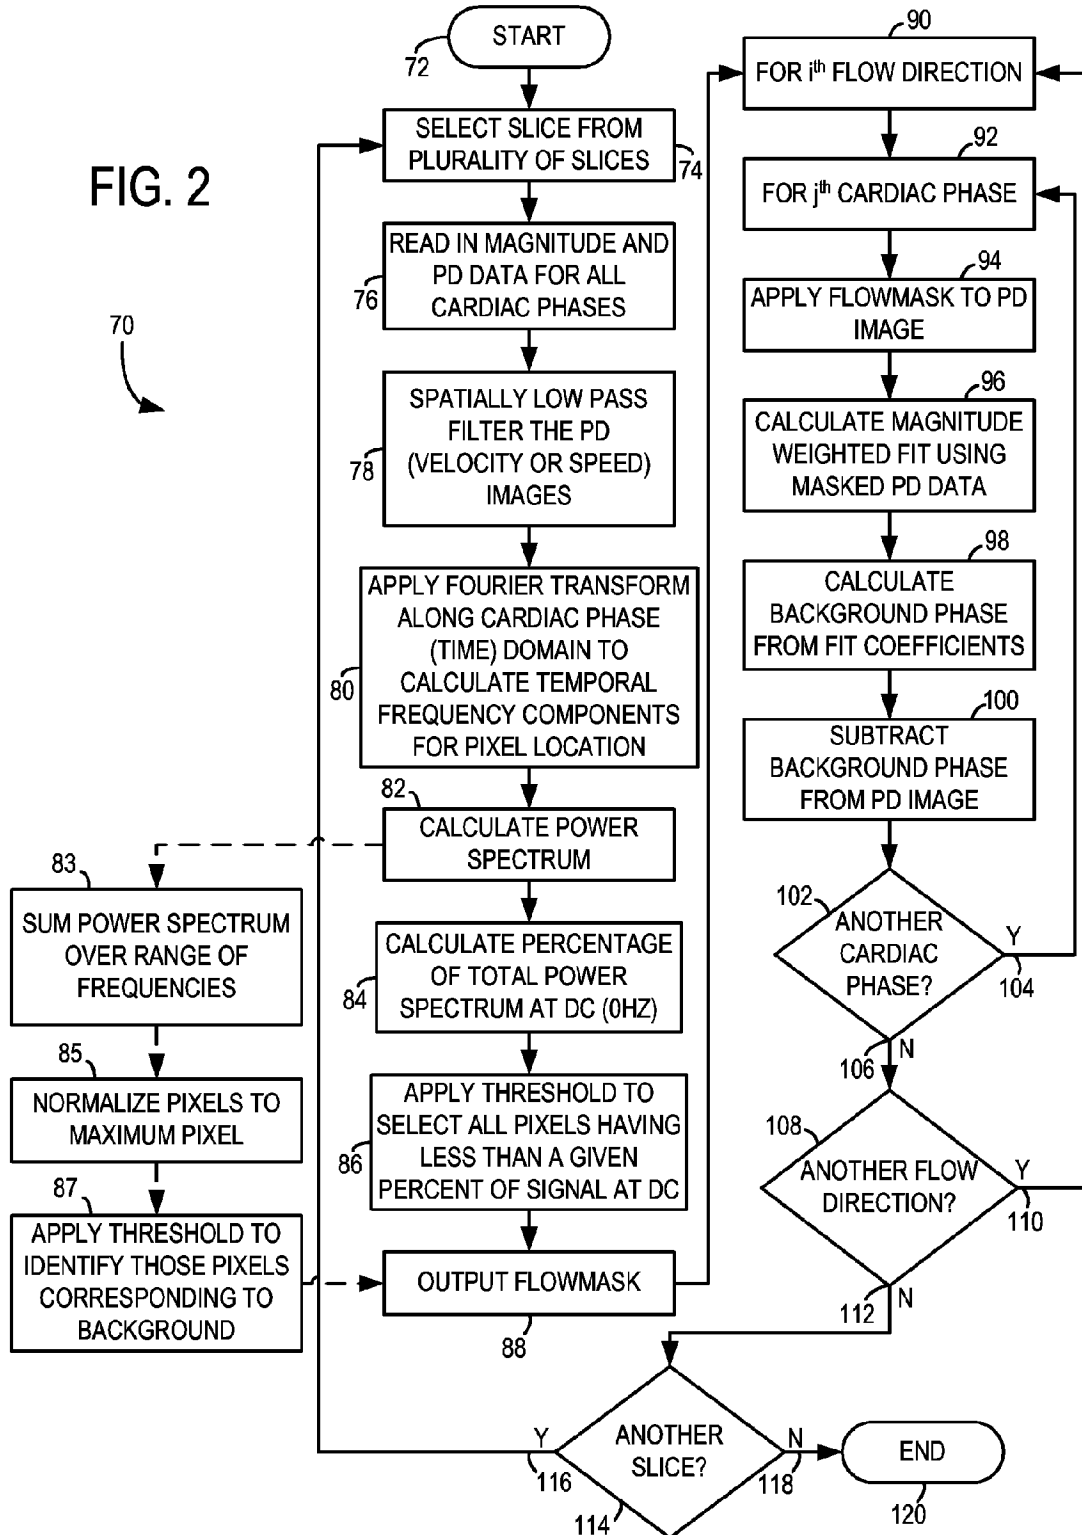 FIG. 2
70
START
72
SELECT SLICE FROM
PLURALITY OF SLICES
74
READ IN MAGNITUDE AND
PD DATA FOR ALL
CARDIAC PHASES
76
SPATIALLY LOW PASS
FILTER THE PD
(VELOCITY OR SPEED)
IMAGES
78
APPLY FOURIER TRANSFORM
ALONG CARDIAC PHASE
(TIME) DOMAIN TO
CALCULATE TEMPORAL
FREQUENCY COMPONENTS
FOR PIXEL LOCATION
80
82
CALCULATE POWER
SPECTRUM
83
SUM POWER SPECTRUM
OVER RANGE OF
FREQUENCIES
85
NORMALIZE PIXELS TO
MAXIMUM PIXEL
87
APPLY THRESHOLD TO
IDENTIFY THOSE PIXELS
CORRESPONDING TO
BACKGROUND
CALCULATE PERCENTAGE
OF TOTAL POWER
SPECTRUM AT DC (0HZ)
84
APPLY THRESHOLD TO
SELECT ALL PIXELS HAVING
LESS THAN A GIVEN
PERCENT OF SIGNAL AT DC
86
OUTPUT FLOWMASK
88
90
FOR ith FLOW DIRECTION
92
FOR jth CARDIAC PHASE
94
APPLY FLOWMASK TO PD
IMAGE
96
CALCULATE MAGNITUDE
WEIGHTED FIT USING
MASKED PD DATA
98
CALCULATE
BACKGROUND PHASE
FROM FIT COEFFICIENTS
100
SUBTRACT
BACKGROUND PHASE
FROM PD IMAGE
102
ANOTHER
CARDIAC
PHASE?
Y
104
106
N
108
ANOTHER FLOW
DIRECTION?
Y
110
112
N
ANOTHER
SLICE?
Y
116
N
118
114
END
120